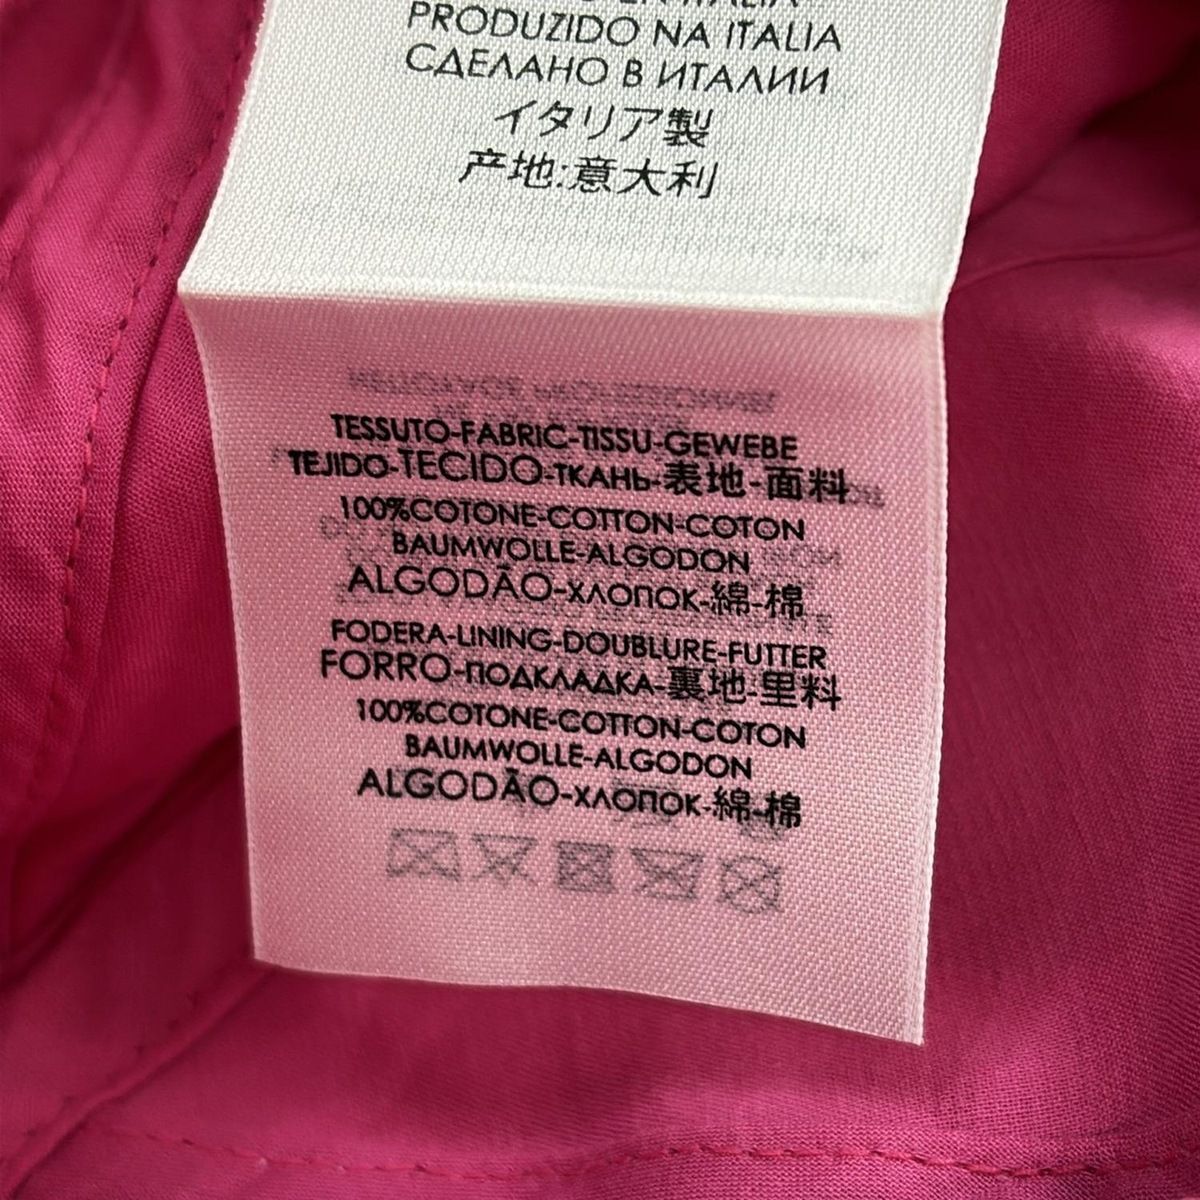 PRODUZIDO NA ITALIA
СДЕЛАНО В ИТАЛИИ
イタリア製
产地:意大利
TESSUTO-FABRIC-TISSU-GEWEBE
TEJIDO-TECIDO-ТКАНЬ-表地-面料
100%COTONE-COTTON-COTON
BAUMWOLLE-ALGODON
ALGODÃO-ХЛОПОК-綿-棉
FODERA-LINING-DOUBLURE-FUTTER
FORRO-ПОДКЛАДКА-裏地-里料
100%COTONE-COTTON-COTON
BAUMWOLLE-ALGODON
ALGODÃO-ХЛОПОК-綿-棉